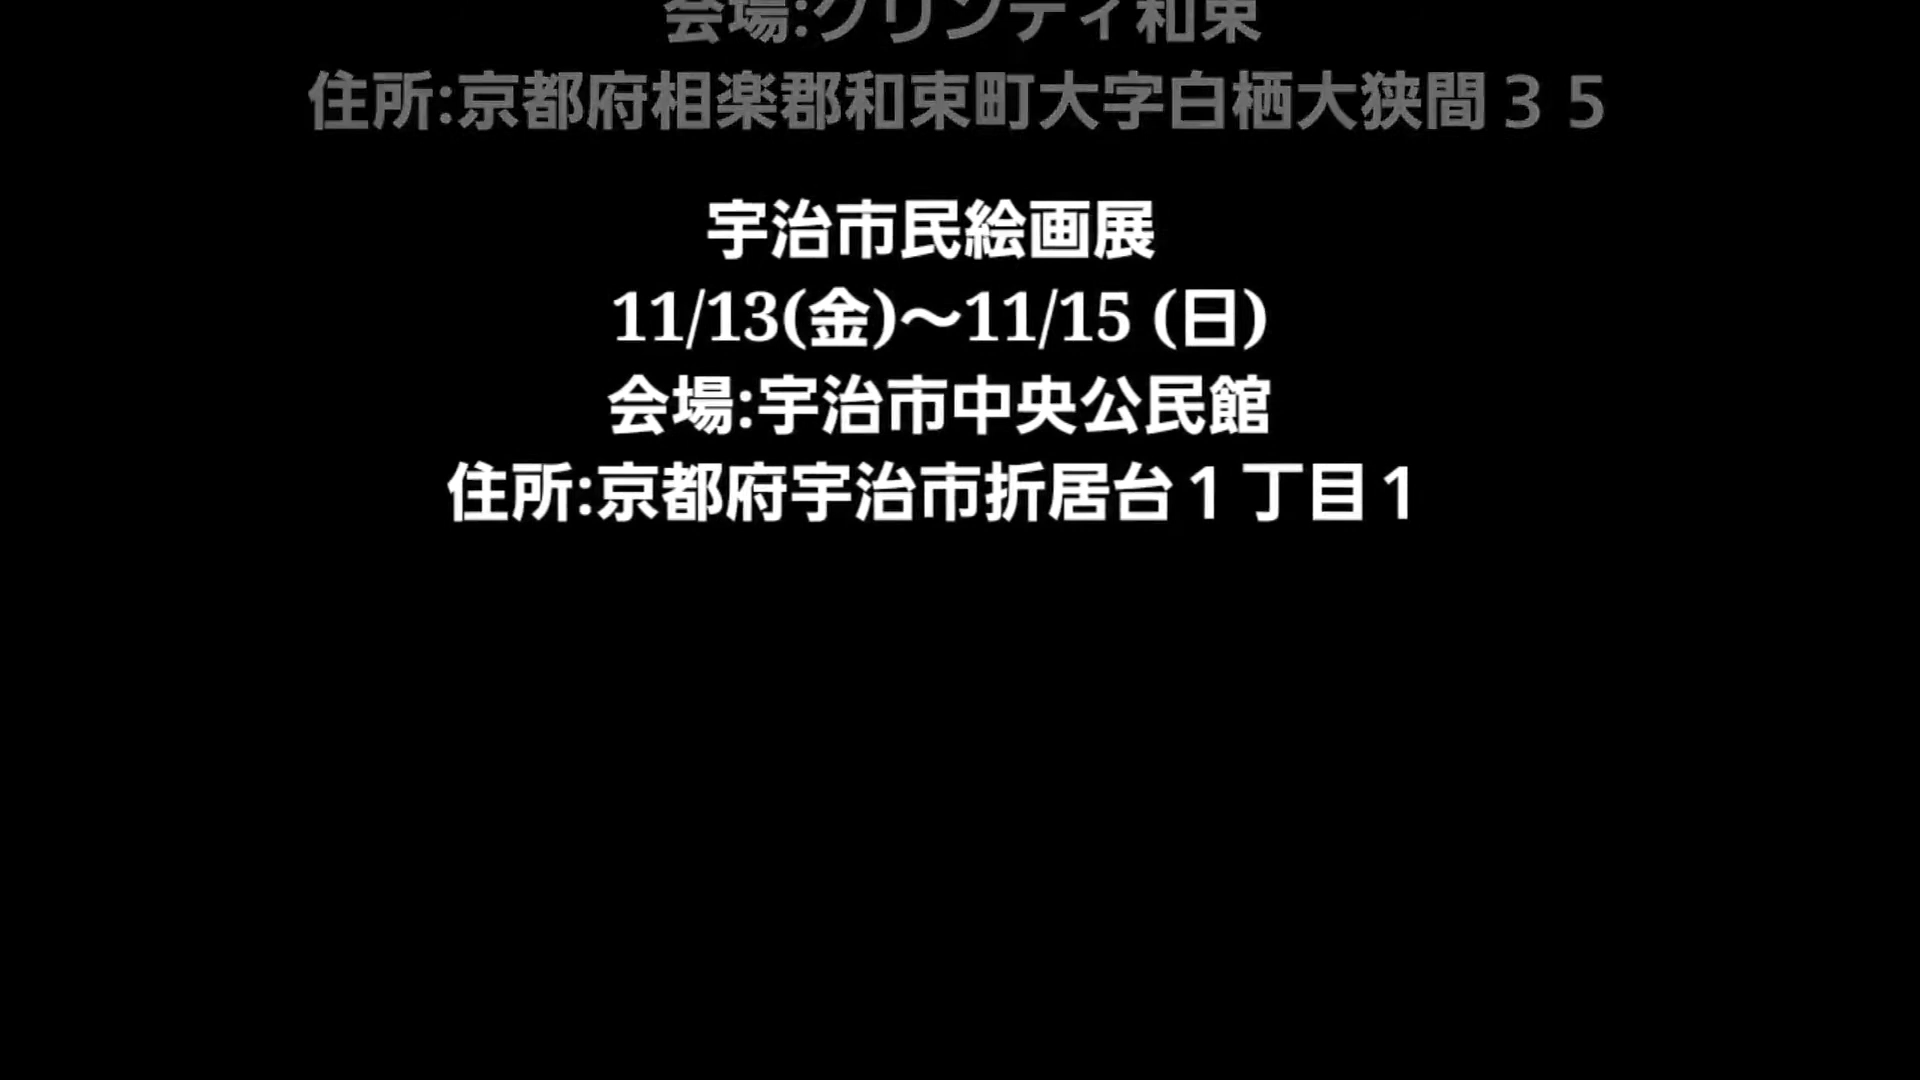 会場:グリンティ和束
住所:京都府相楽郡和束町大字白栖大狭間３５
宇治市民絵画展
11/13(金)〜11/15 (日)
会場:宇治市中央公民館
住所:京都府宇治市折居台１丁目１